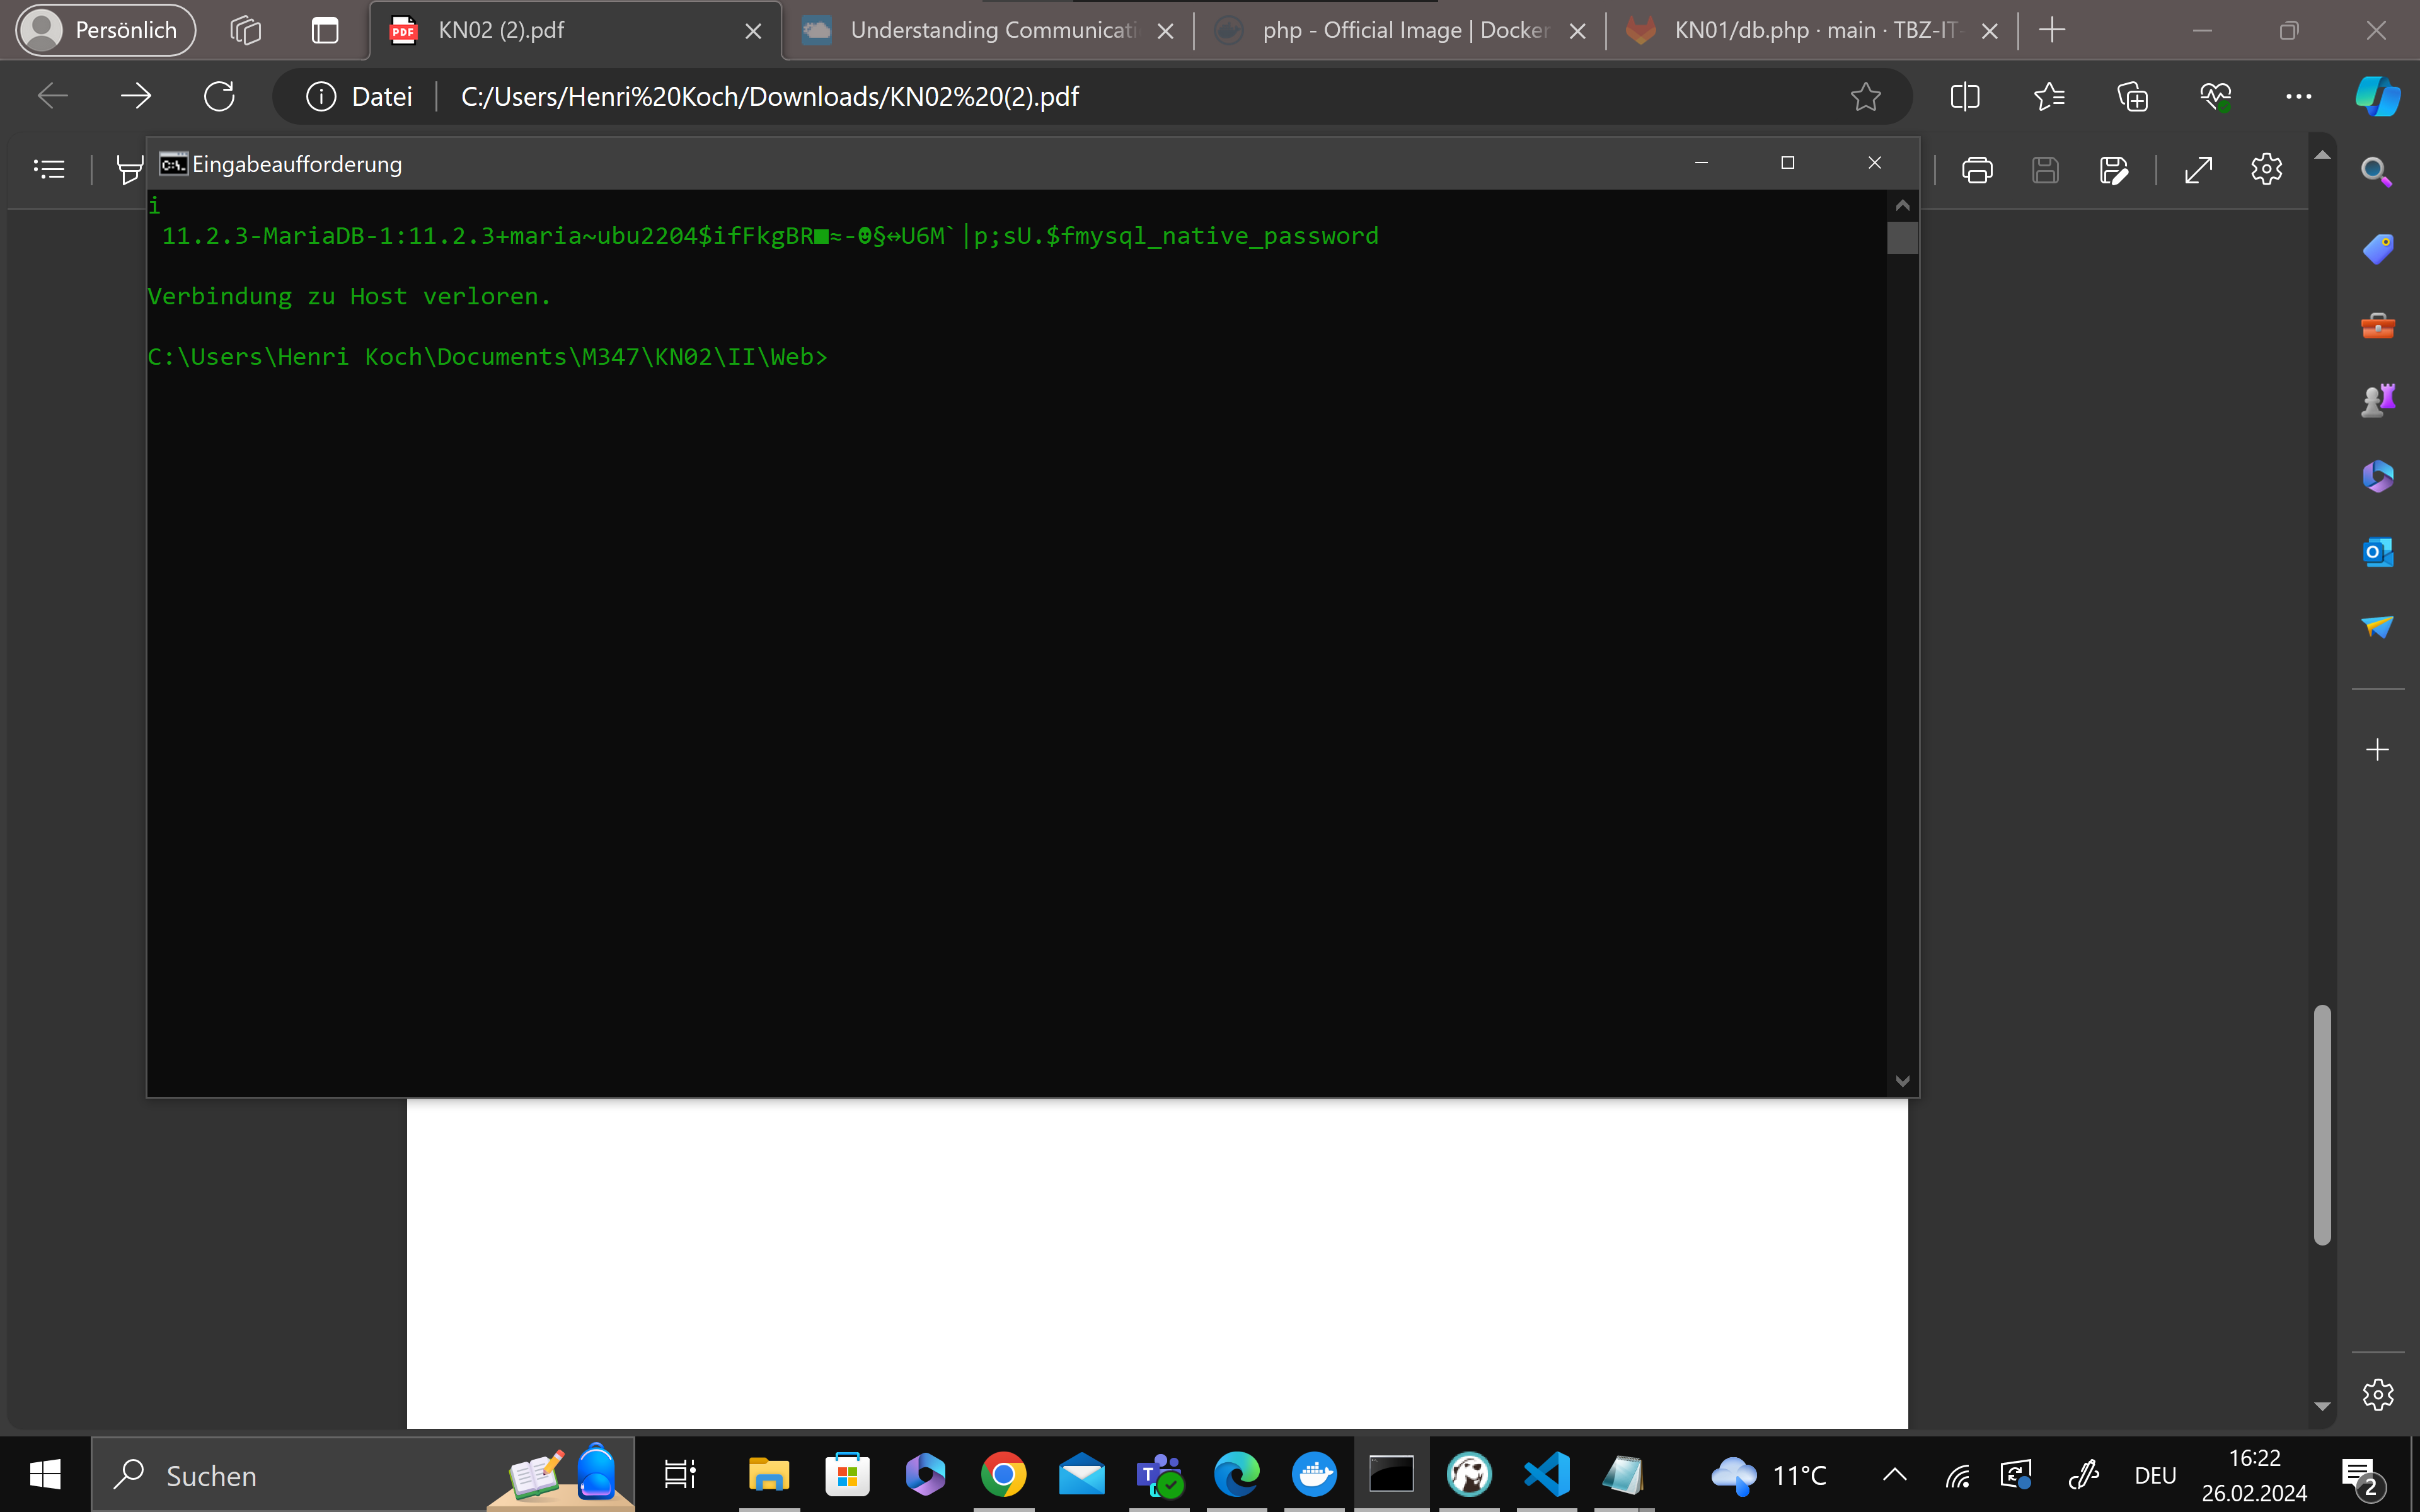 Persönlich
KN02 (2).pdf
Understanding Communicati
php - Official Image | Docker
KN01/db.php · main · TBZ-IT-
Datei
C:/Users/Henri%20Koch/Downloads/KN02%20(2).pdf
Eingabeaufforderung
i
11.2.3-MariaDB-1:11.2.3+maria~ubu2204$ifFkgBR■≈-☻§↔U6M`|p;sU.$fmysql_native_password
Verbindung zu Host verloren.
C:\Users\Henri Koch\Documents\M347\KN02\II\Web>
Suchen
11°C
DEU
16:22
26.02.2024
2